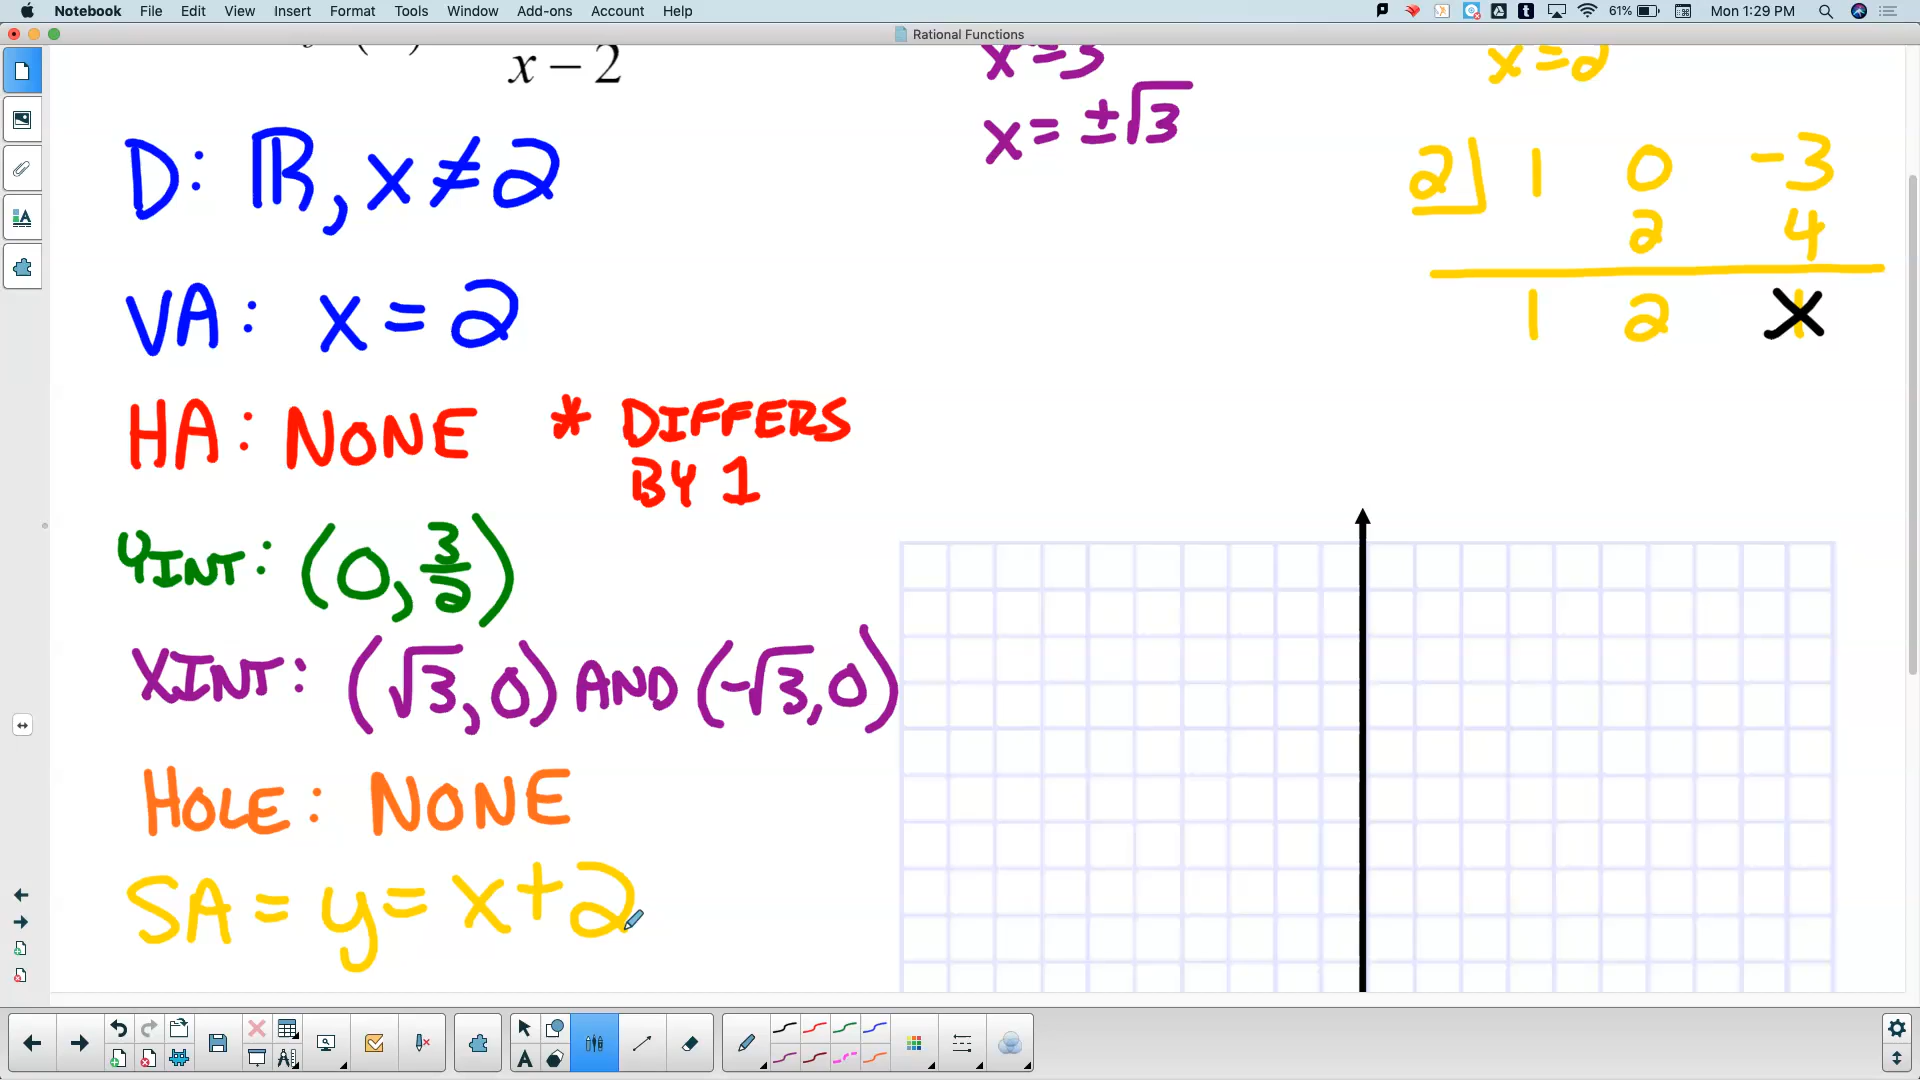 Notebook File Edit View Insert Format Tools Window Add-ons Account Help 61% Mon 1:29 PM
Rational Functions
x – 2
x = 3
x = ±√3
x = 2
D: ℝ, x ≠ 2
2 1 0 -3
2 4
1 2
VA: x = 2
HA: NONE * DIFFERS
BY 1
YINT: (0, 3/2)
XINT: (√3, 0) AND (-√3, 0)
HOLE: NONE
SA = y = x + 2